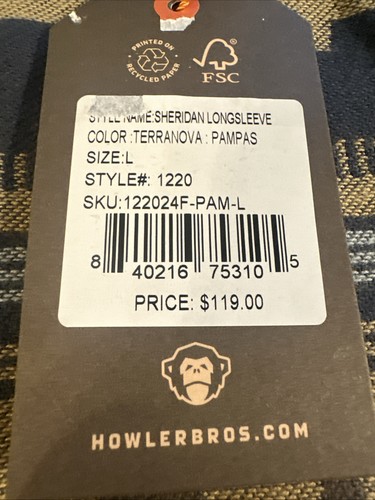 PRINTED ON
RECYCLED PAPER
FSC
STYLE NAME:SHERIDAN LONGSLEEVE
COLOR :TERRANOVA : PAMPAS
SIZE:L
STYLE#: 1220
SKU:122024F-PAM-L
8 40216 75310 5
PRICE: $119.00
HOWLERBROS.COM